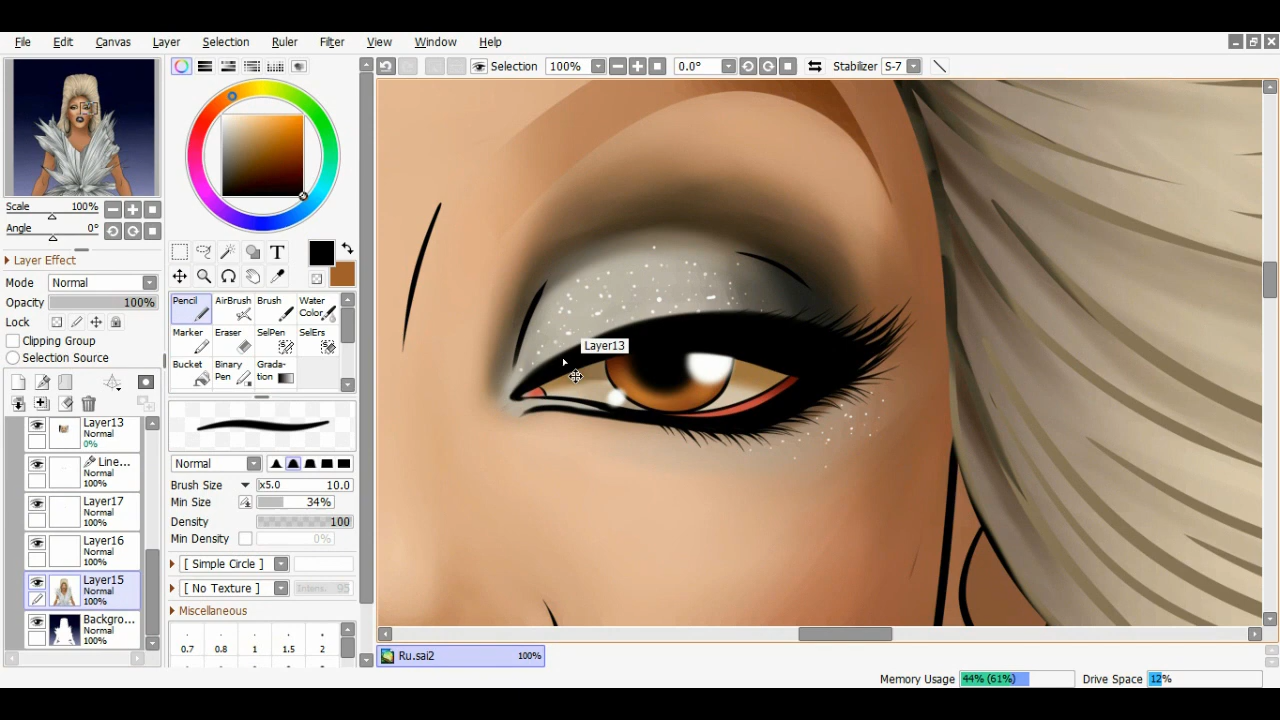 File Edit Canvas Layer Selection Ruler Filter View Window Help
Selection 100% 0.0° Stabilizer S-7
Scale 100%
Angle 0°
Layer Effect
Mode Normal
Opacity 100%
Lock
Clipping Group
Selection Source
Layer13
Normal
0%
Line...
Normal
100%
Layer17
Normal
100%
Layer16
Normal
100%
Layer15
Normal
100%
Backgro...
Normal
100%
T
Pencil AirBrush Brush Water Color
Marker Eraser SelPen SelErs
Bucket Binary Pen Grada-tion
Normal
Brush Size x5.0 10.0
Min Size 34%
Density 100
Min Density 0%
[ Simple Circle ]
[ No Texture ] Intens. 95
Miscellaneous
0.7 0.8 1 1.5 2
Layer13
Ru.sai2 100%
Memory Usage 44% (61%) Drive Space 12%